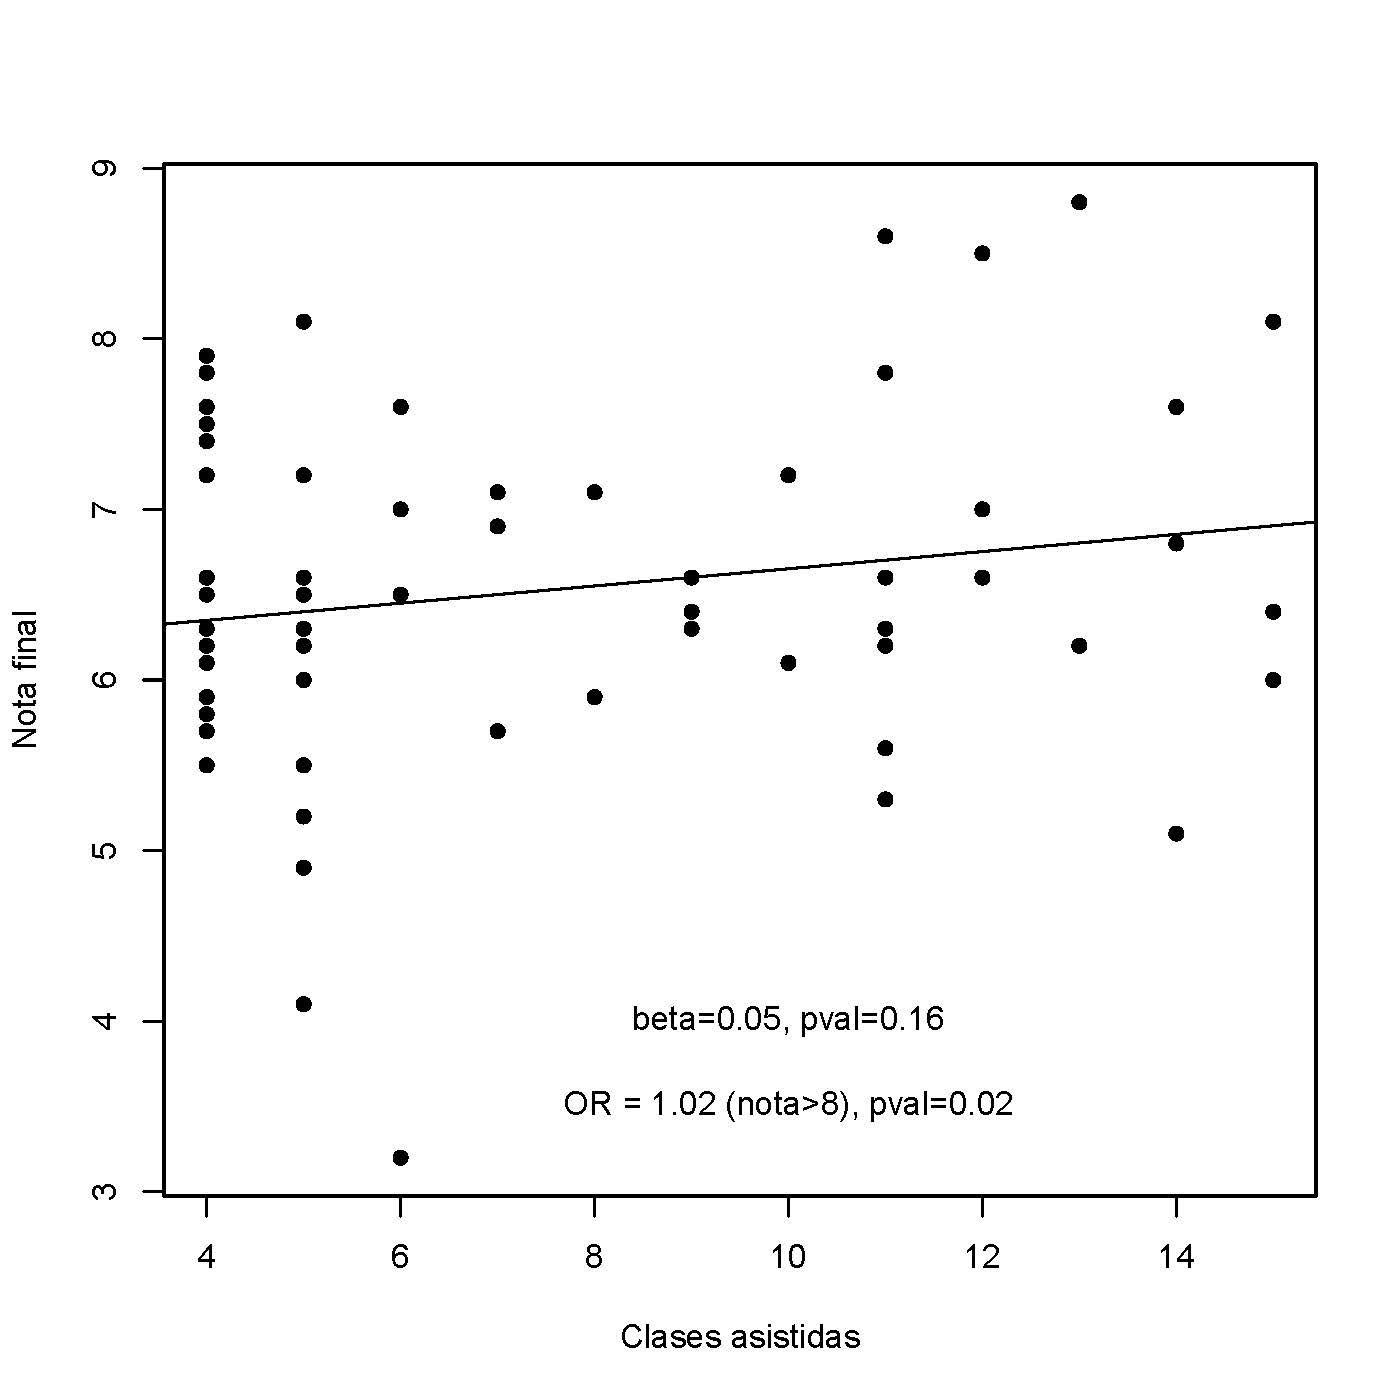 9
8
7
6
5
4
3
Nota final
beta=0.05, pval=0.16
OR = 1.02 (nota>8), pval=0.02
4 6 8 10 12 14
Clases asistidas